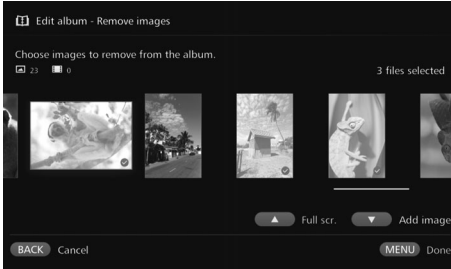 Edit album - Remove images
Choose images to remove from the album.
23 0
3 files selected
Full scr. Add image
BACK Cancel
MENU Done